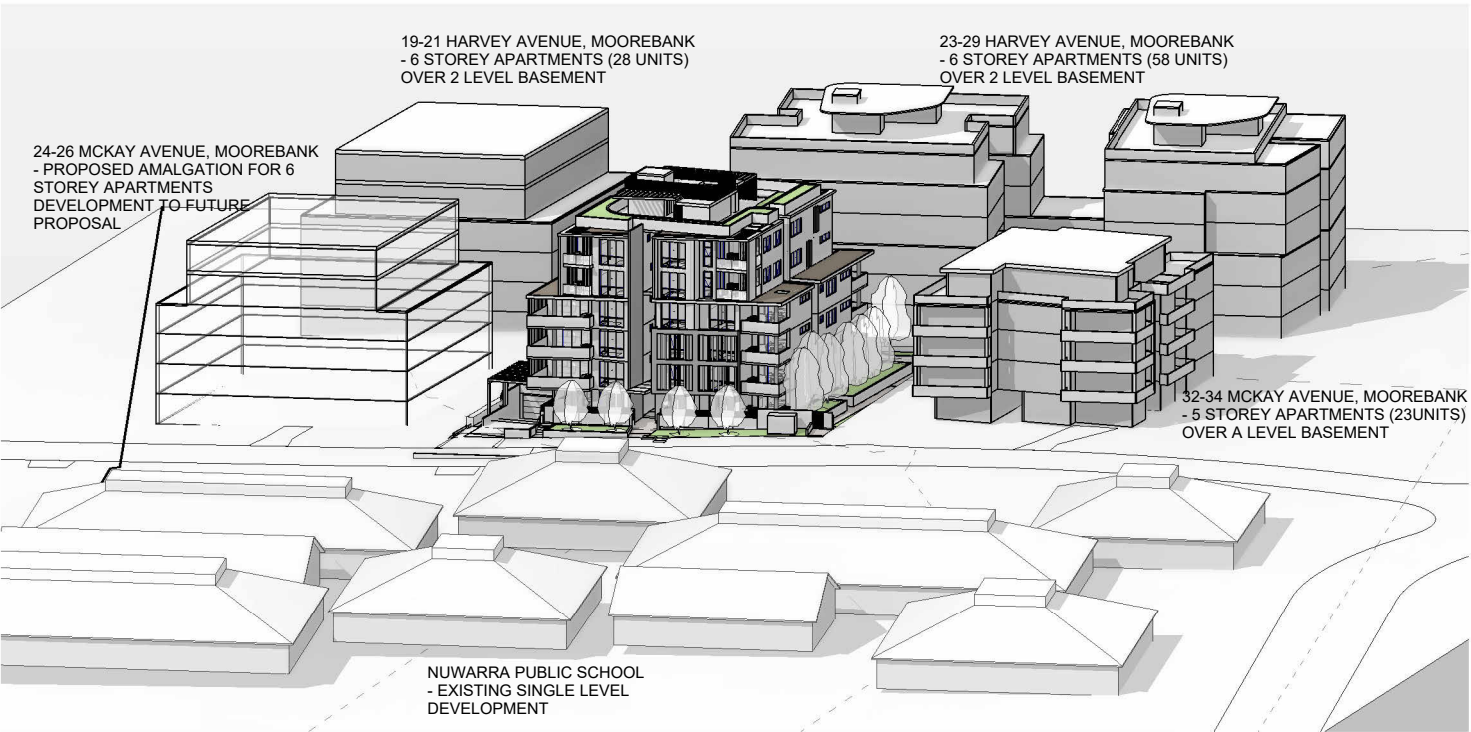 19-21 HARVEY AVENUE, MOOREBANK
- 6 STOREY APARTMENTS (28 UNITS)
OVER 2 LEVEL BASEMENT
23-29 HARVEY AVENUE, MOOREBANK
- 6 STOREY APARTMENTS (58 UNITS)
OVER 2 LEVEL BASEMENT
24-26 MCKAY AVENUE, MOOREBANK
- PROPOSED AMALGATION FOR 6
STOREY APARTMENTS
DEVELOPMENT TO FUTURE
PROPOSAL
32-34 MCKAY AVENUE, MOOREBANK
- 5 STOREY APARTMENTS (23UNITS)
OVER A LEVEL BASEMENT
NUWARRA PUBLIC SCHOOL
- EXISTING SINGLE LEVEL
DEVELOPMENT